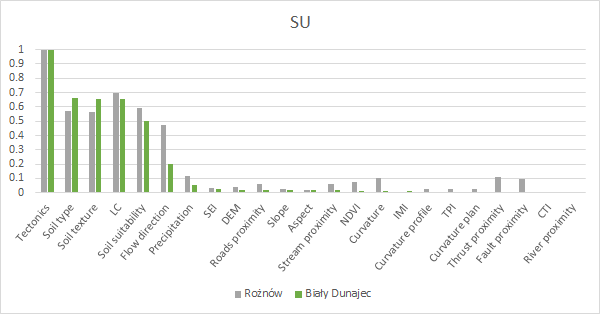 SU
1
0.9
0.8
0.7
0.6
0.5
0.4
0.3
0.2
0.1
0
Tectonics
Soil type
Soil texture
LC
Soil suitability
Flow direction
Precipitation
SEI
DEM
Roads proximity
Slope
Aspect
Stream proximity
NDVI
Curvature
IMI
Curvature profile
TPI
Curvature plan
Thrust proximity
Fault proximity
CTI
River proximity
Rożnów
Biały Dunajec